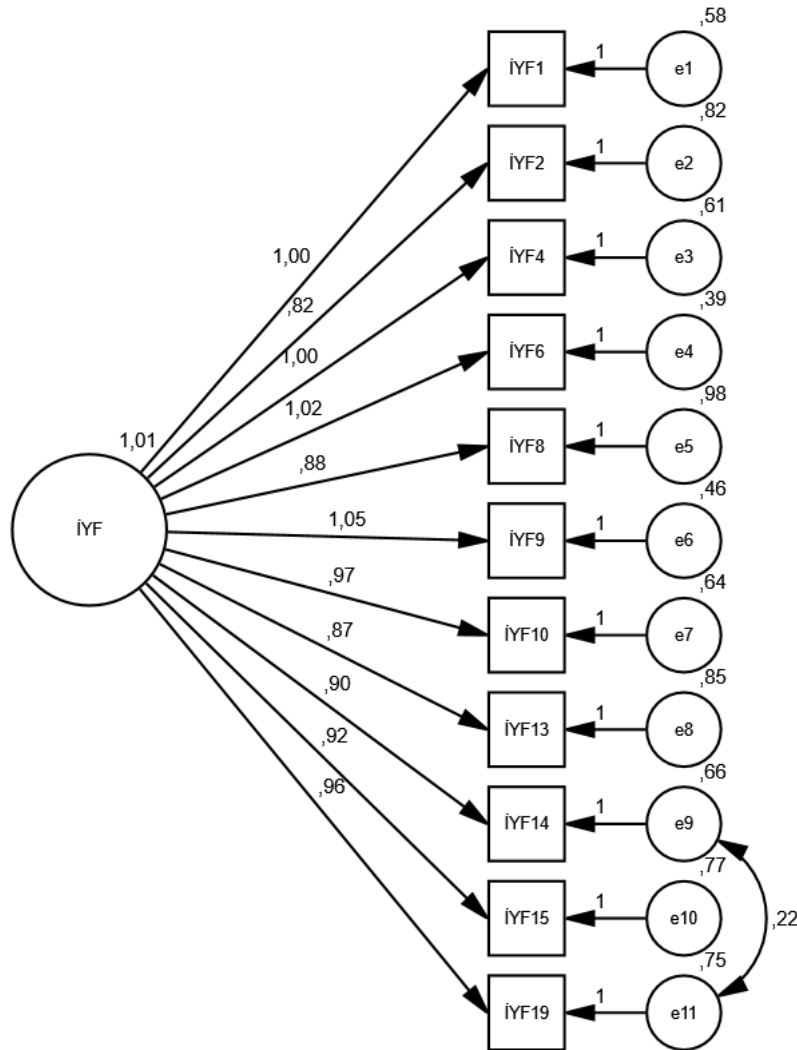 ,58
İYF1
1
e1
,82
İYF2
1
e2
,61
1,00
İYF4
1
e3
,82
,39
1,00
İYF6
1
e4
,98
1,02
1,01
İYF8
1
e5
,88
,46
İYF
1,05
İYF9
1
e6
,64
,97
İYF10
1
e7
,87
,85
,90
İYF13
1
e8
,92
,66
,96
İYF14
1
e9
,77
İYF15
1
e10
,22
,75
İYF19
1
e11